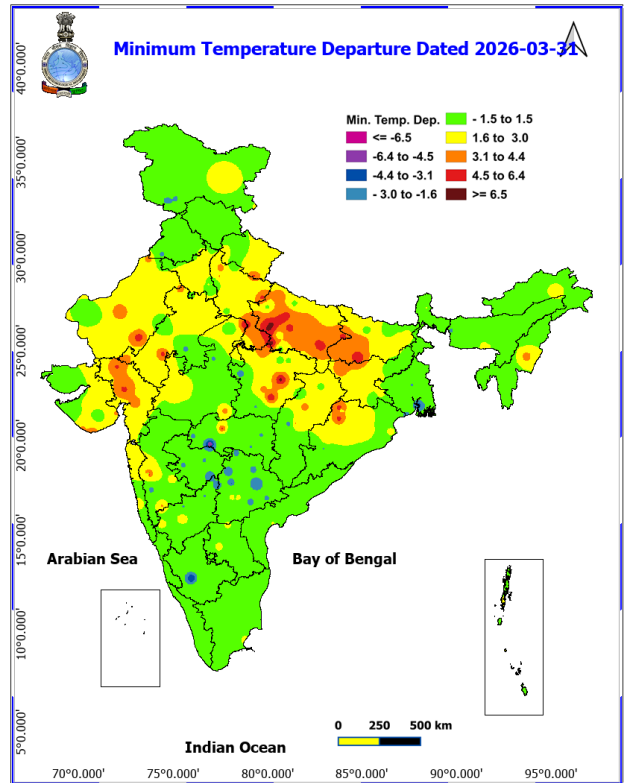 Minimum Temperature Departure Dated 2026-03-31
Min. Temp. Dep.
<= -6.5
-6.4 to -4.5
-4.4 to -3.1
- 3.0 to -1.6
- 1.5 to 1.5
1.6 to 3.0
3.1 to 4.4
4.5 to 6.4
>= 6.5
40°0.000'
35°0.000'
30°0.000'
25°0.000'
20°0.000'
15°0.000'
10°0.000'
5°0.000'
Arabian Sea
Bay of Bengal
Indian Ocean
0 250 500 km
70°0.000' 75°0.000' 80°0.000' 85°0.000' 90°0.000' 95°0.000'